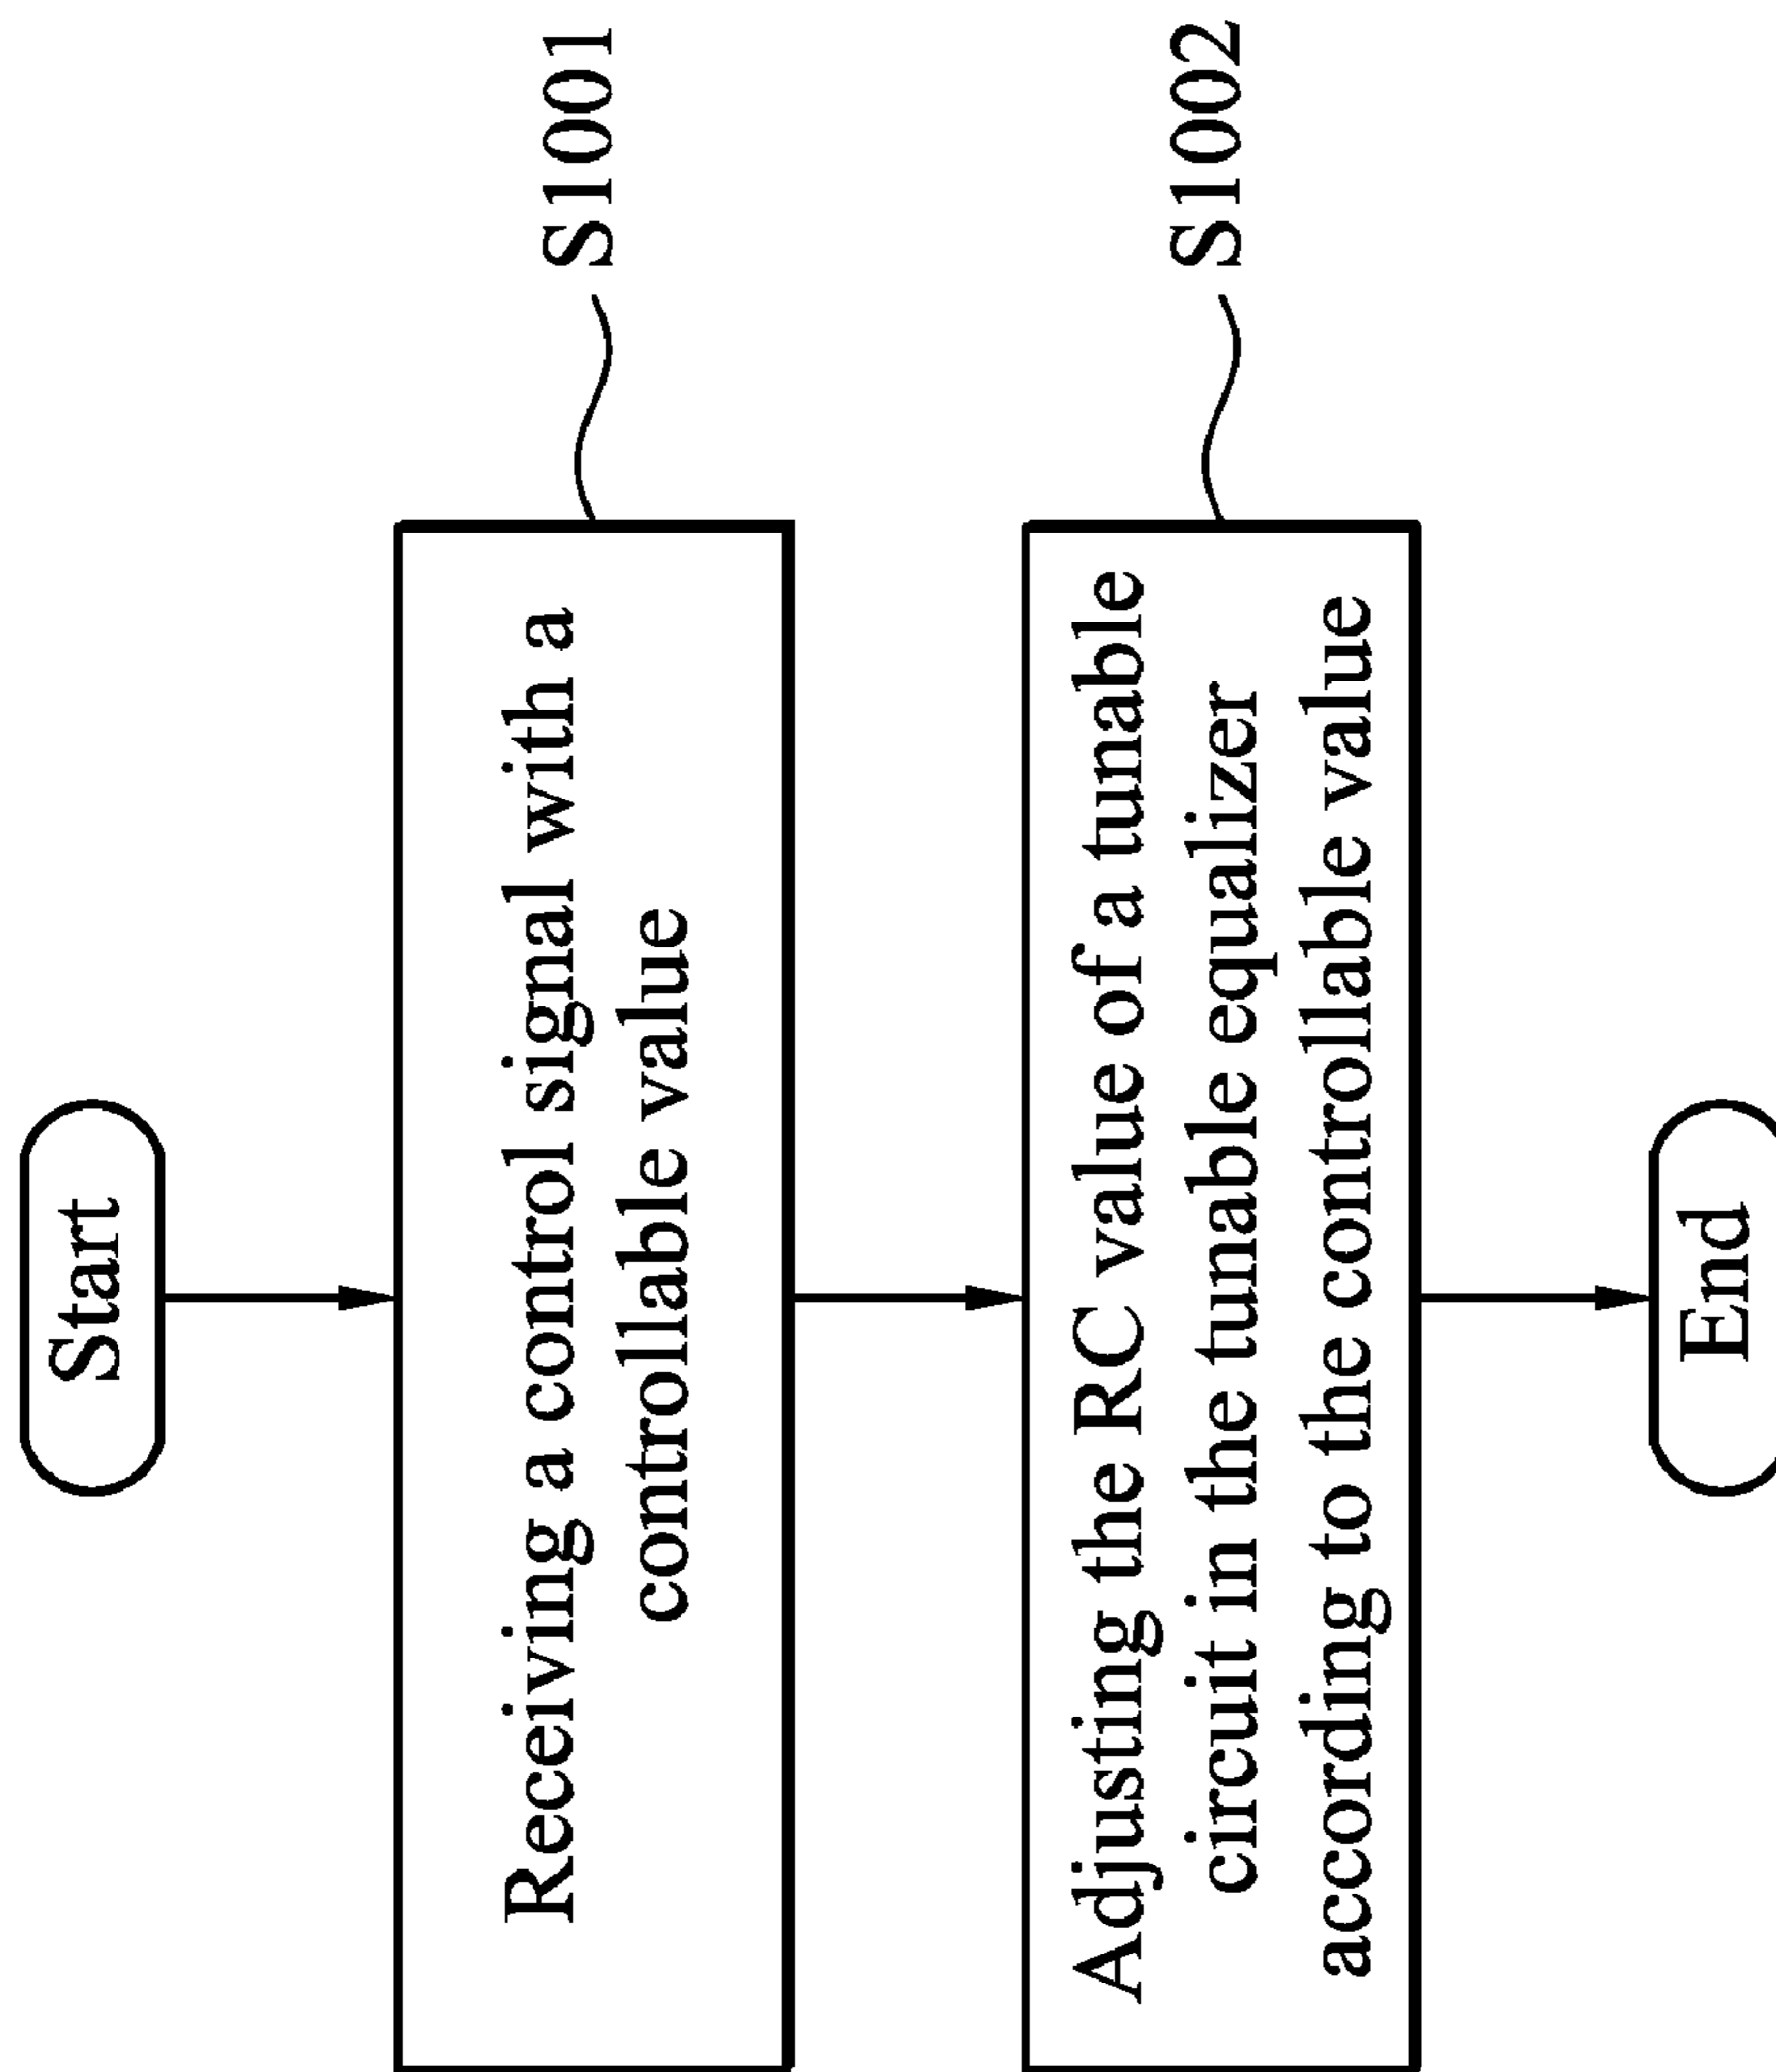 Start
Receiving a control signal with a
controllable value
S1001
Adjusting the RC value of a tunable
circuit in the tunable equalizer
according to the controllable value
S1002
End